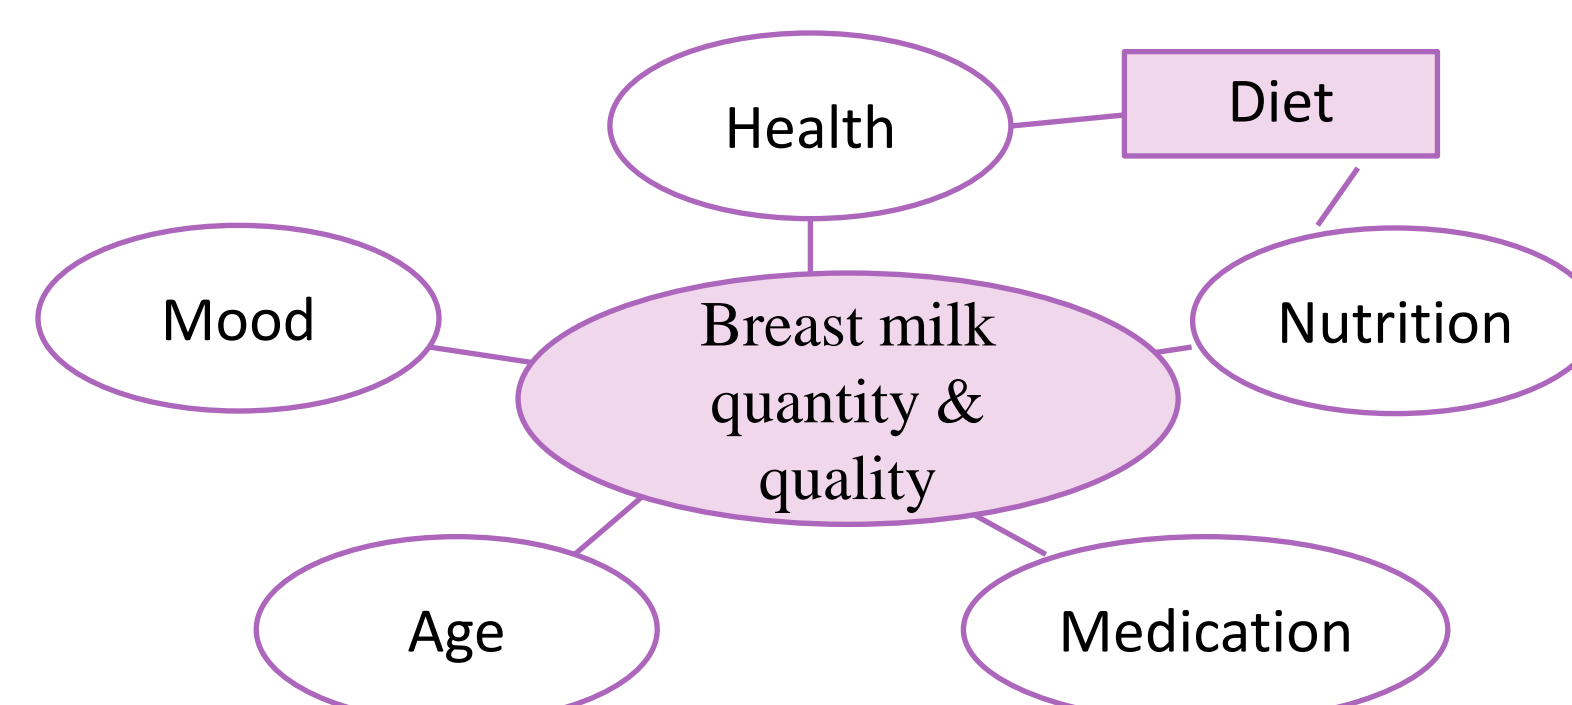 Health
Diet
Mood
Breast milk
quantity &
quality
Nutrition
Age
Medication